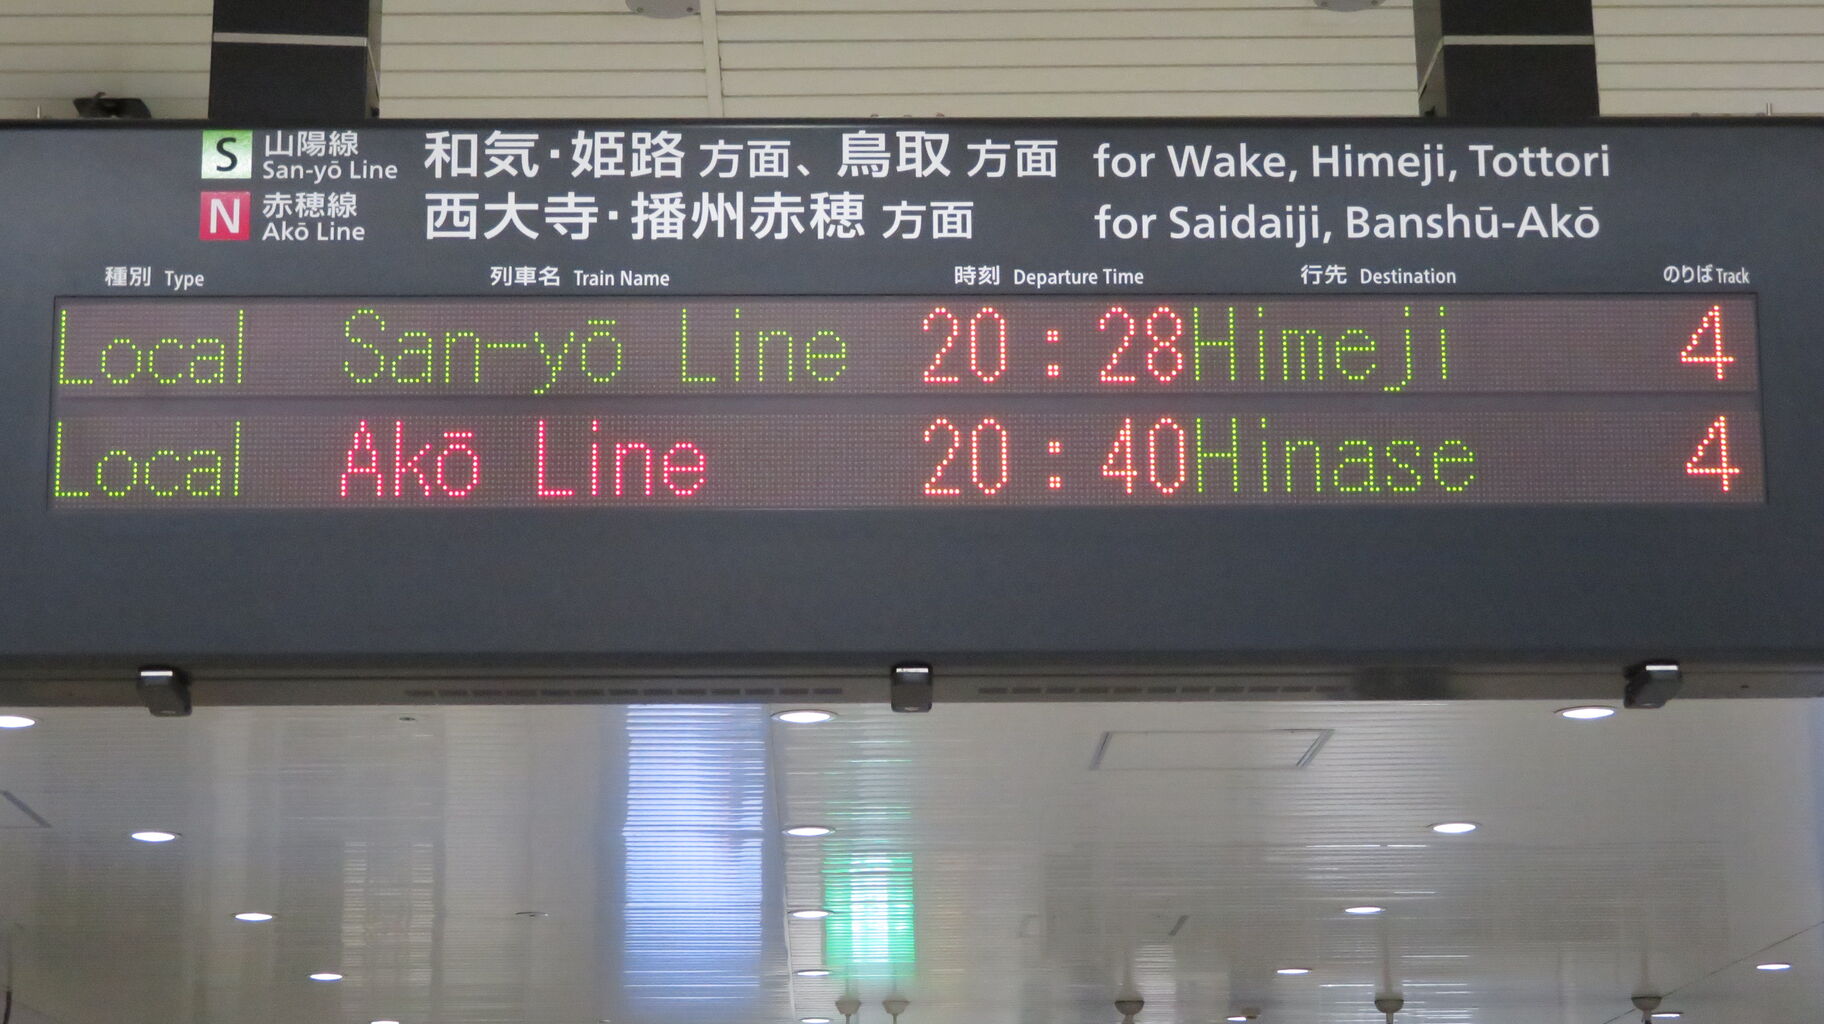 S 山陽線 San-yō Line 和気・姫路 方面、鳥取 方面 for Wake, Himeji, Tottori
N 赤穂線 Akō Line 西大寺・播州赤穂 方面 for Saidaiji, Banshū-Akō
種別 Type 列車名 Train Name 時刻 Departure Time 行先 Destination のりば Track
Local San-yō Line 20:28 Himeji 4
Local Akō Line 20:40 Hinase 4